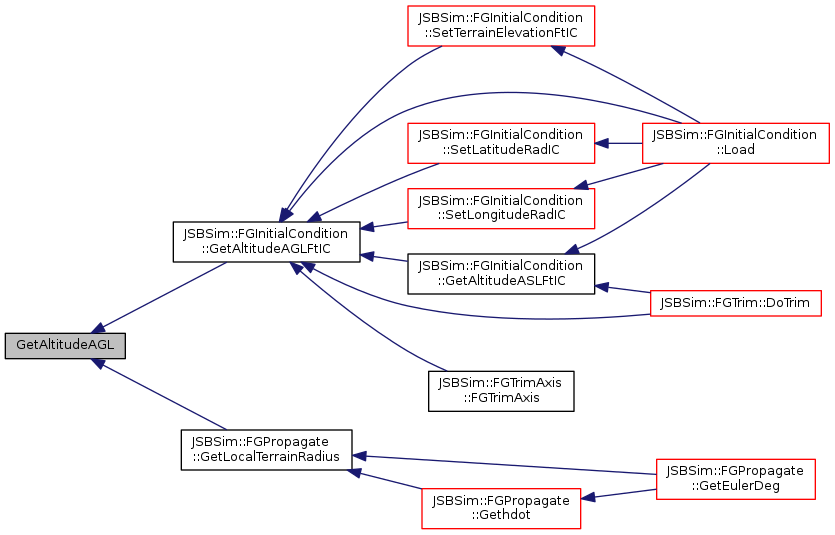 JSBSim::FGInitialCondition
::SetTerrainElevationFtIC
JSBSim::FGInitialCondition
::SetLatitudeRadIC
JSBSim::FGInitialCondition
::Load
JSBSim::FGInitialCondition
::SetLongitudeRadIC
JSBSim::FGInitialCondition
::GetAltitudeAGLFtIC
JSBSim::FGInitialCondition
::GetAltitudeASLFtIC
JSBSim::FGTrim::DoTrim
GetAltitudeAGL
JSBSim::FGTrimAxis
::FGTrimAxis
JSBSim::FGPropagate
::GetLocalTerrainRadius
JSBSim::FGPropagate
::GetEulerDeg
JSBSim::FGPropagate
::Gethdot